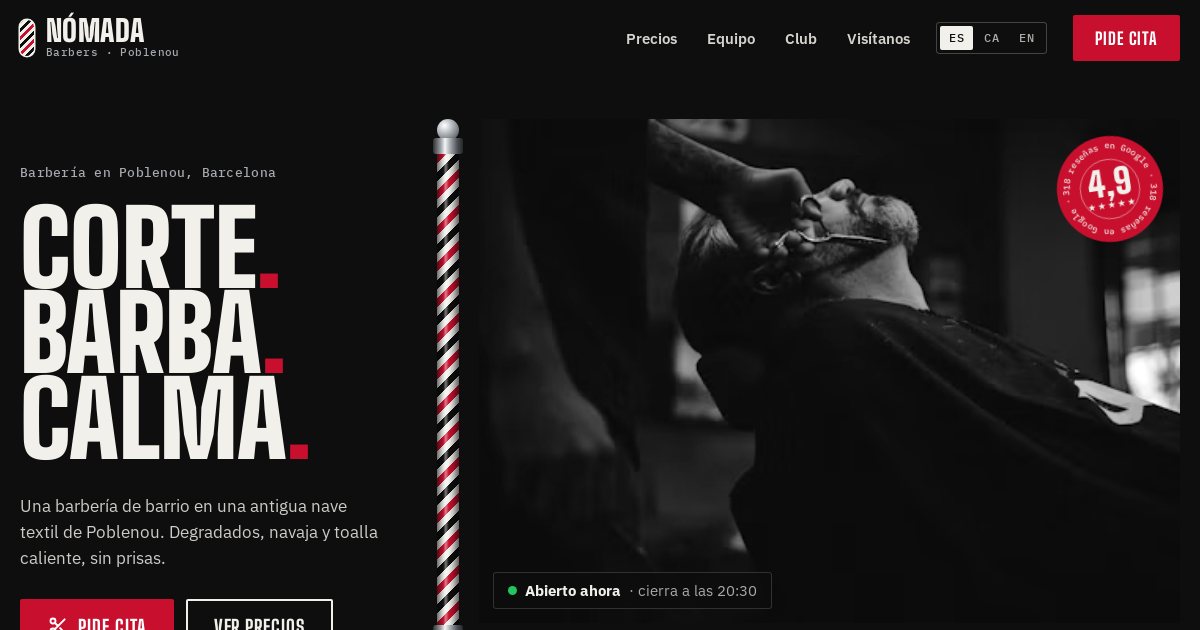 NÓMADA
Barbers · Poblenou
Precios
Equipo
Club
Visítanos
ES
CA
EN
PIDE CITA
Barbería en Poblenou, Barcelona
CORTE.
BARBA.
CALMA.
Una barbería de barrio en una antigua nave
textil de Poblenou. Degradados, navaja y toalla
caliente, sin prisas.
PIDE CITA
VER PRECIOS
318 reseñas en Google · 318 reseñas en Google ·
4,9
★★★★★
Abierto ahora · cierra a las 20:30